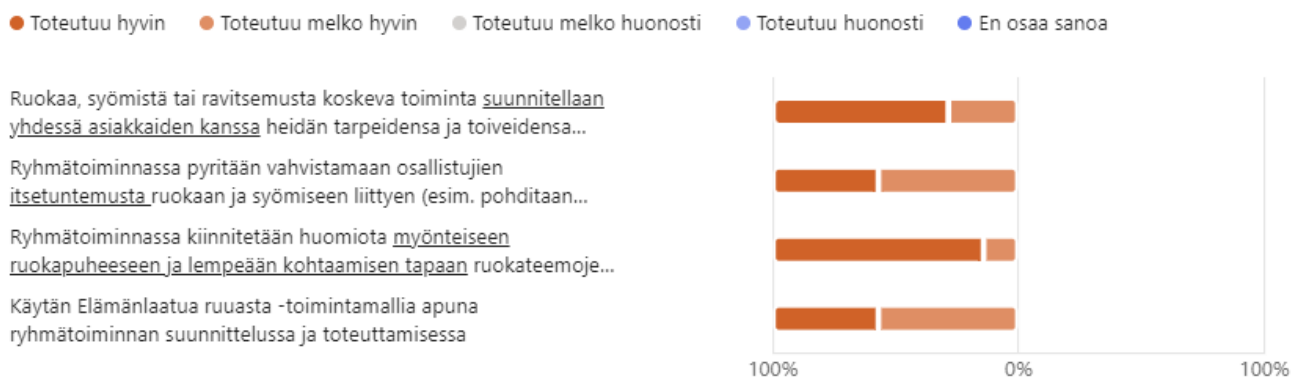 Toteutuu hyvin Toteutuu melko hyvin Toteutuu melko huonosti Toteutuu huonosti En osaa sanoa
Ruokaa, syömistä tai ravitsemusta koskeva toiminta suunnitellaan
yhdessä asiakkaiden kanssa heidän tarpeidensa ja toiveidensa...
Ryhmätoiminnassa pyritään vahvistamaan osallistujien
itsetuntemusta ruokaan ja syömiseen liittyen (esim. pohditaan...
Ryhmätoiminnassa kiinnitetään huomiota myönteiseen
ruokapuheeseen ja lempeään kohtaamisen tapaan ruokateemoje...
Käytän Elämänlaatua ruuasta -toimintamallia apuna
ryhmätoiminnan suunnittelussa ja toteuttamisessa
100% 0% 100%